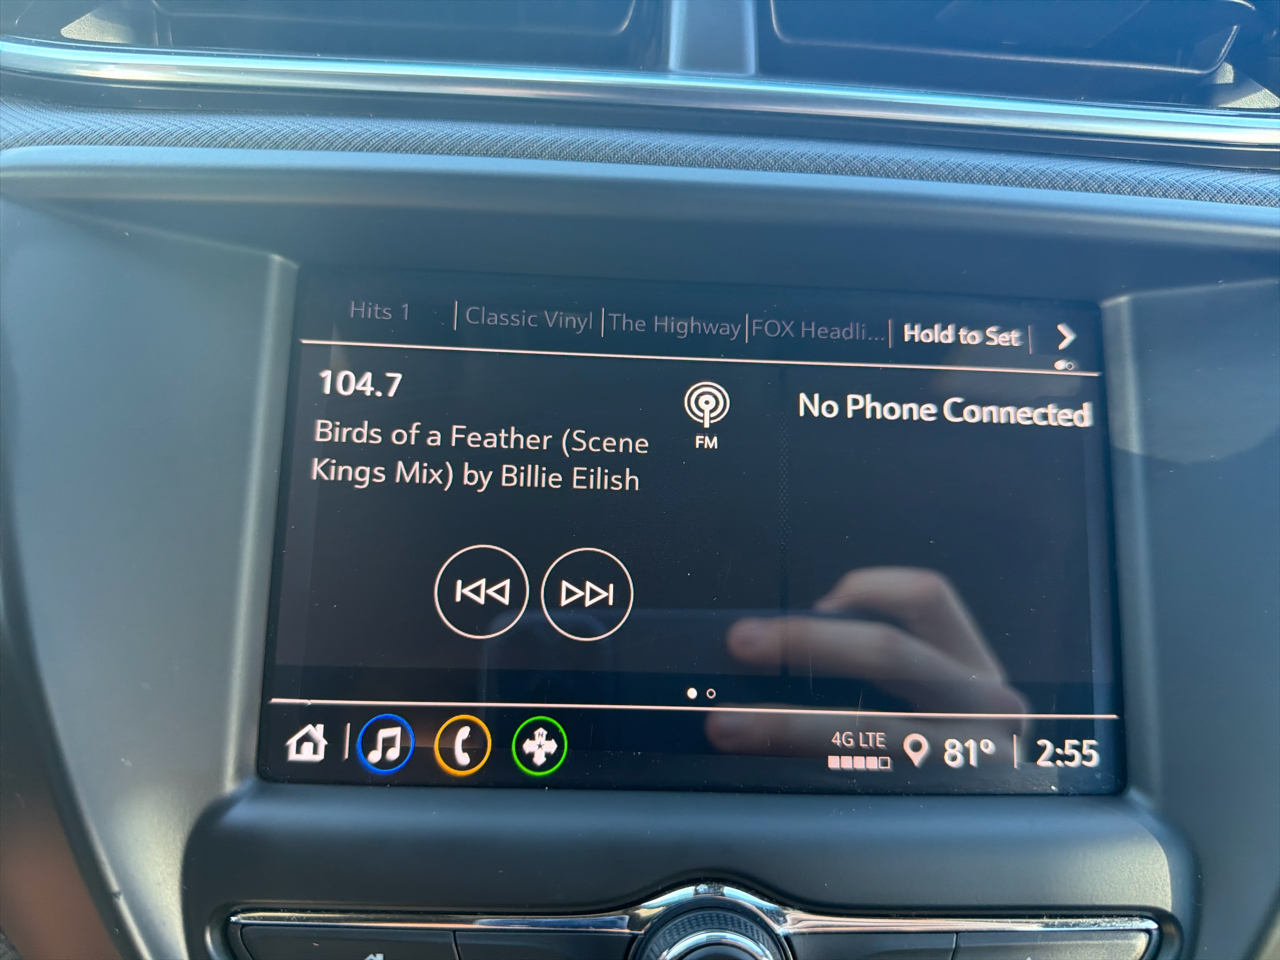 Hits 1 Classic Vinyl The Highway FOX Headli... Hold to Set
104.7
FM
No Phone Connected
Birds of a Feather (Scene
Kings Mix) by Billie Eilish
4G LTE 81° 2:55